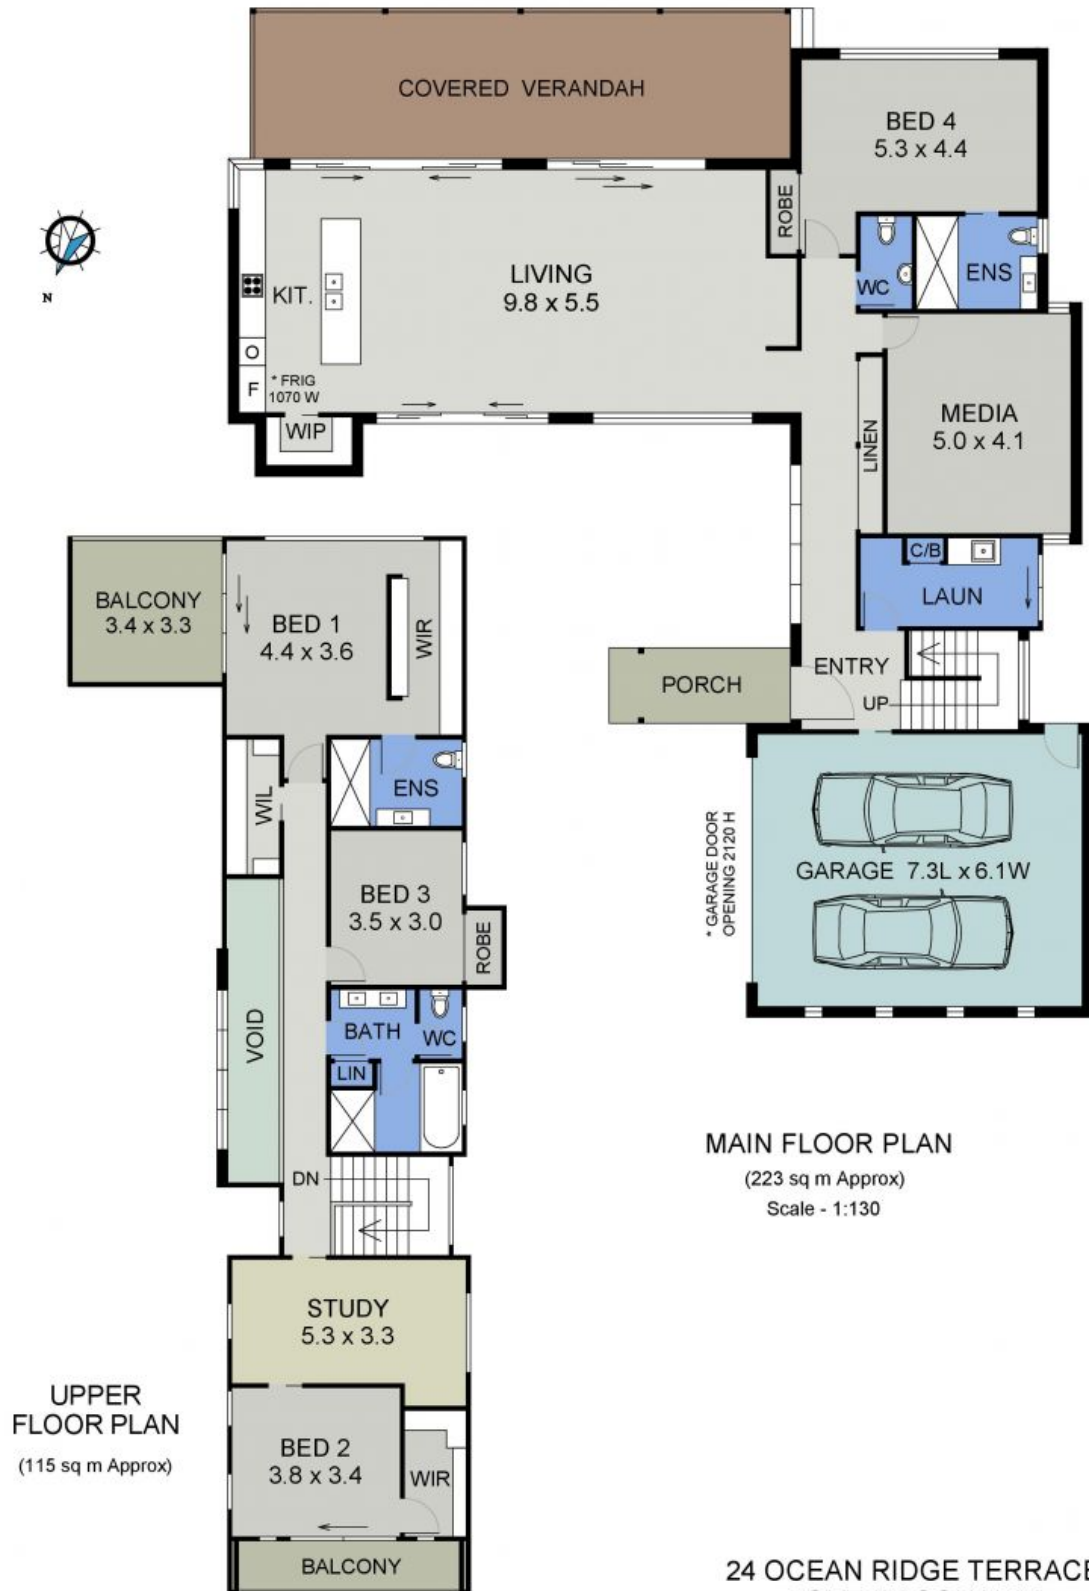 COVERED VERANDAH
BED 4
5.3 x 4.4
ROBE
WC
ENS
N
KIT.
LIVING
9.8 x 5.5
O
F
* FRIG
1070 W
WIP
LINEN
MEDIA
5.0 x 4.1
C/B
LAUN
BALCONY
3.4 x 3.3
BED 1
4.4 x 3.6
WIR
PORCH
ENTRY
UP
WIL
ENS
* GARAGE DOOR
OPENING 2120 H
GARAGE 7.3L x 6.1W
BED 3
3.5 x 3.0
ROBE
VOID
BATH
WC
LIN
DN
MAIN FLOOR PLAN
(223 sq m Approx)
Scale - 1:130
STUDY
5.3 x 3.3
UPPER
FLOOR PLAN
(115 sq m Approx)
BED 2
3.8 x 3.4
WIR
BALCONY
24 OCEAN RIDGE TERRACE